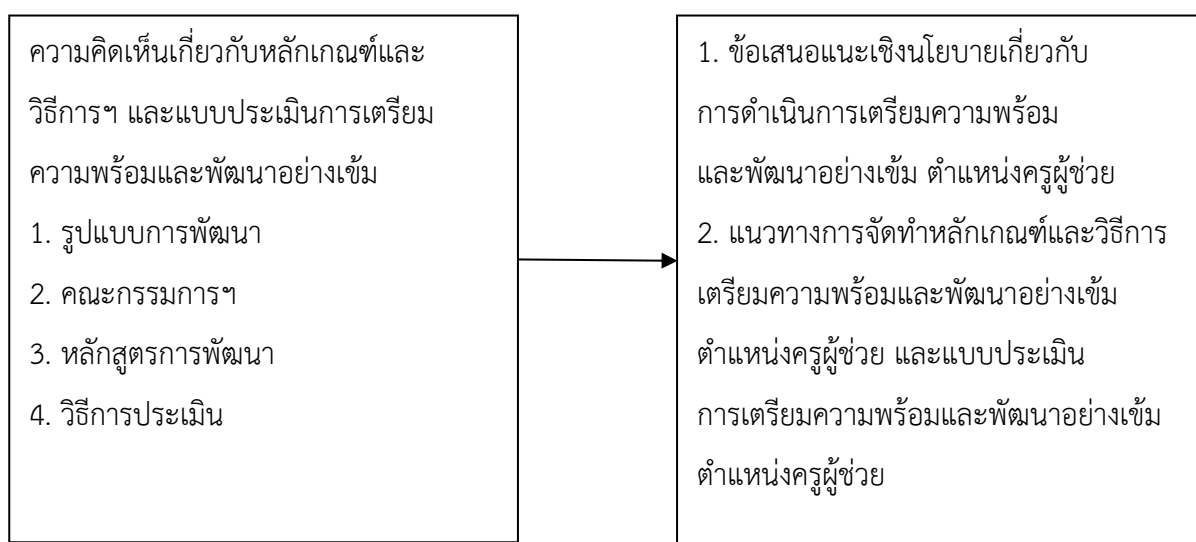 ความคิดเห็นเกี่ยวกับหลักเกณฑ์และ
วิธีการฯ และแบบประเมินการเตรียม
ความพร้อมและพัฒนาอย่างเข้ม
1. รูปแบบการพัฒนา
2. คณะกรรมการฯ
3. หลักสูตรการพัฒนา
4. วิธีการประเมิน
1. ข้อเสนอแนะเชิงนโยบายเกี่ยวกับ
การดำเนินการเตรียมความพร้อม
และพัฒนาอย่างเข้ม ตำแหน่งครูผู้ช่วย
2. แนวทางการจัดทำหลักเกณฑ์และวิธีการ
เตรียมความพร้อมและพัฒนาอย่างเข้ม
ตำแหน่งครูผู้ช่วย และแบบประเมิน
การเตรียมความพร้อมและพัฒนาอย่างเข้ม
ตำแหน่งครูผู้ช่วย